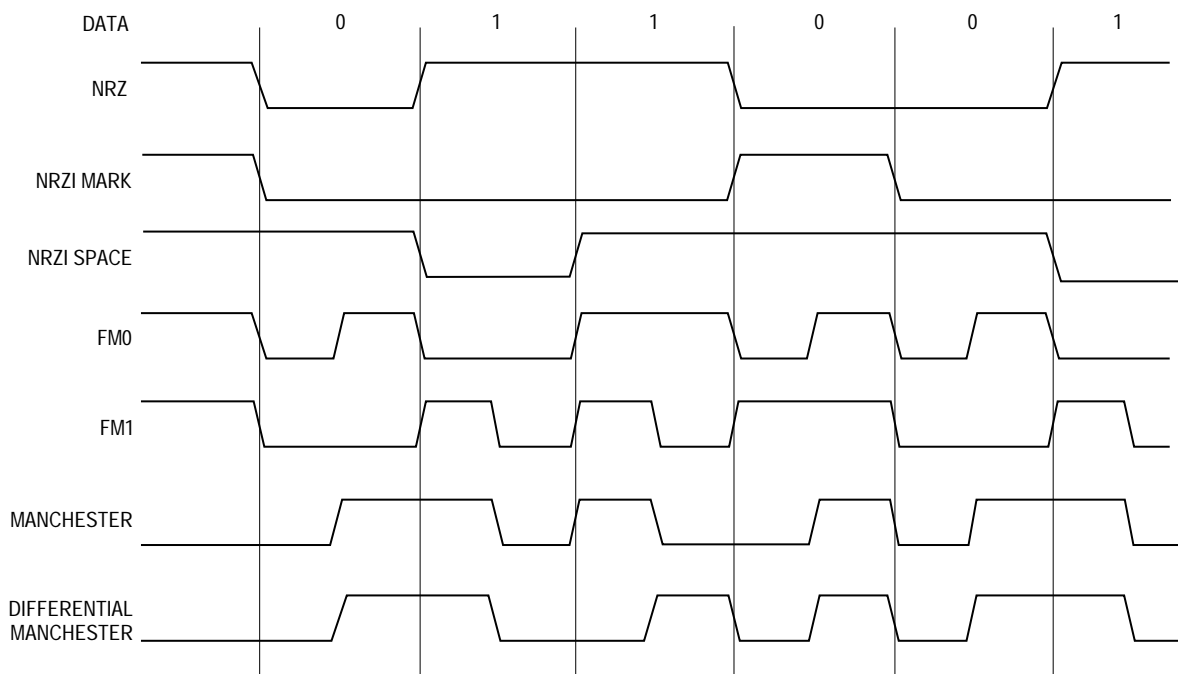 DATA 0 1 1 0 0 1
NRZ
NRZI MARK
NRZI SPACE
FM0
FM1
MANCHESTER
DIFFERENTIAL
MANCHESTER